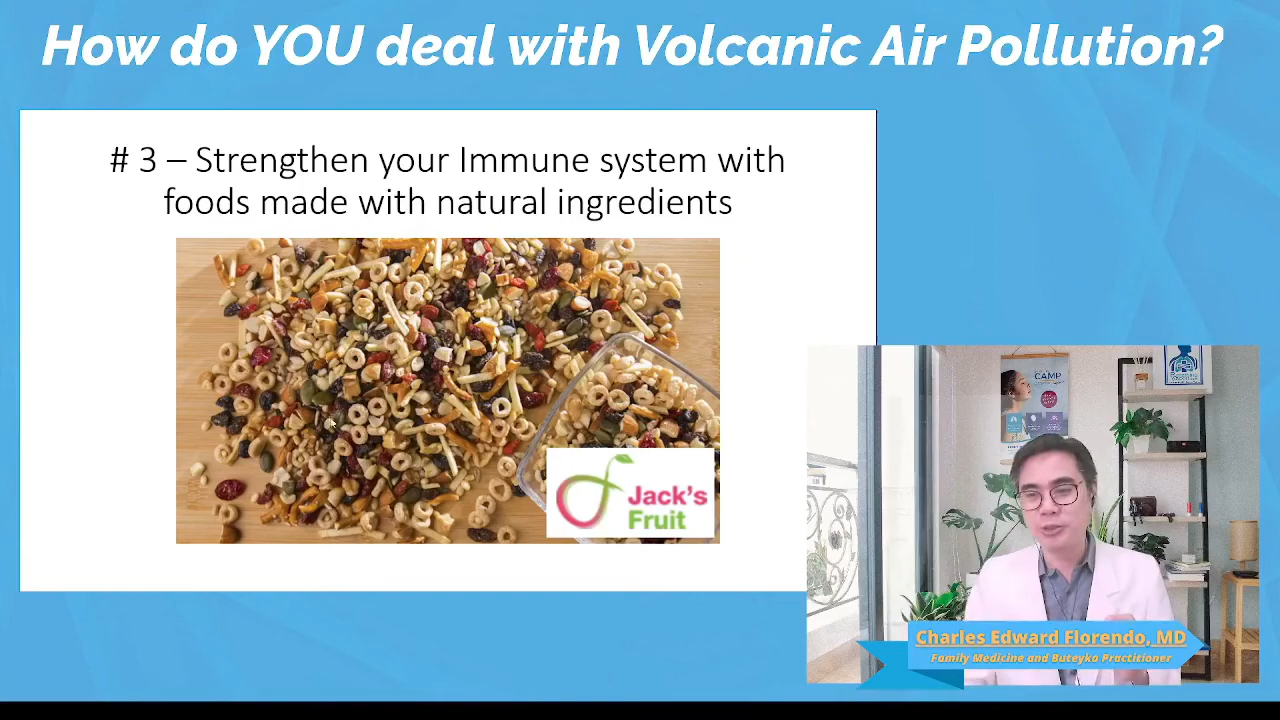 How do YOU deal with Volcanic Air Pollution?
# 3 – Strengthen your Immune system with
foods made with natural ingredients
Jack's
Fruit
CAMP
Charles Edward Florendo, MD
Family Medicine and Buteyko Practitioner